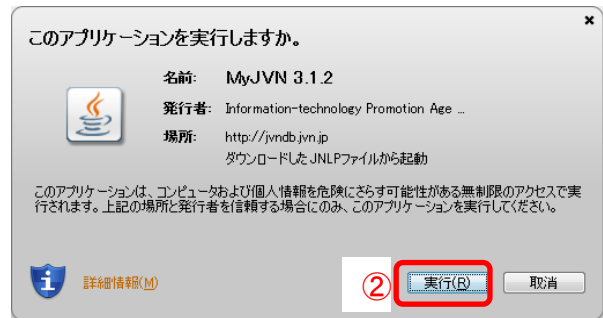 このアプリケーションを実行しますか。
名前: MyJVN 3.1.2
発行者: Information-technology Promotion Age ...
場所: http://jvndb.jvn.jp
ダウンロードしたJNLPファイルから起動
このアプリケーションは、コンピュータおよび個人情報を危険にさらす可能性がある無制限のアクセスで実
行されます。上記の場所と発行者を信頼する場合にのみ、このアプリケーションを実行してください。
詳細情報(M)
② 実行(R) 取消